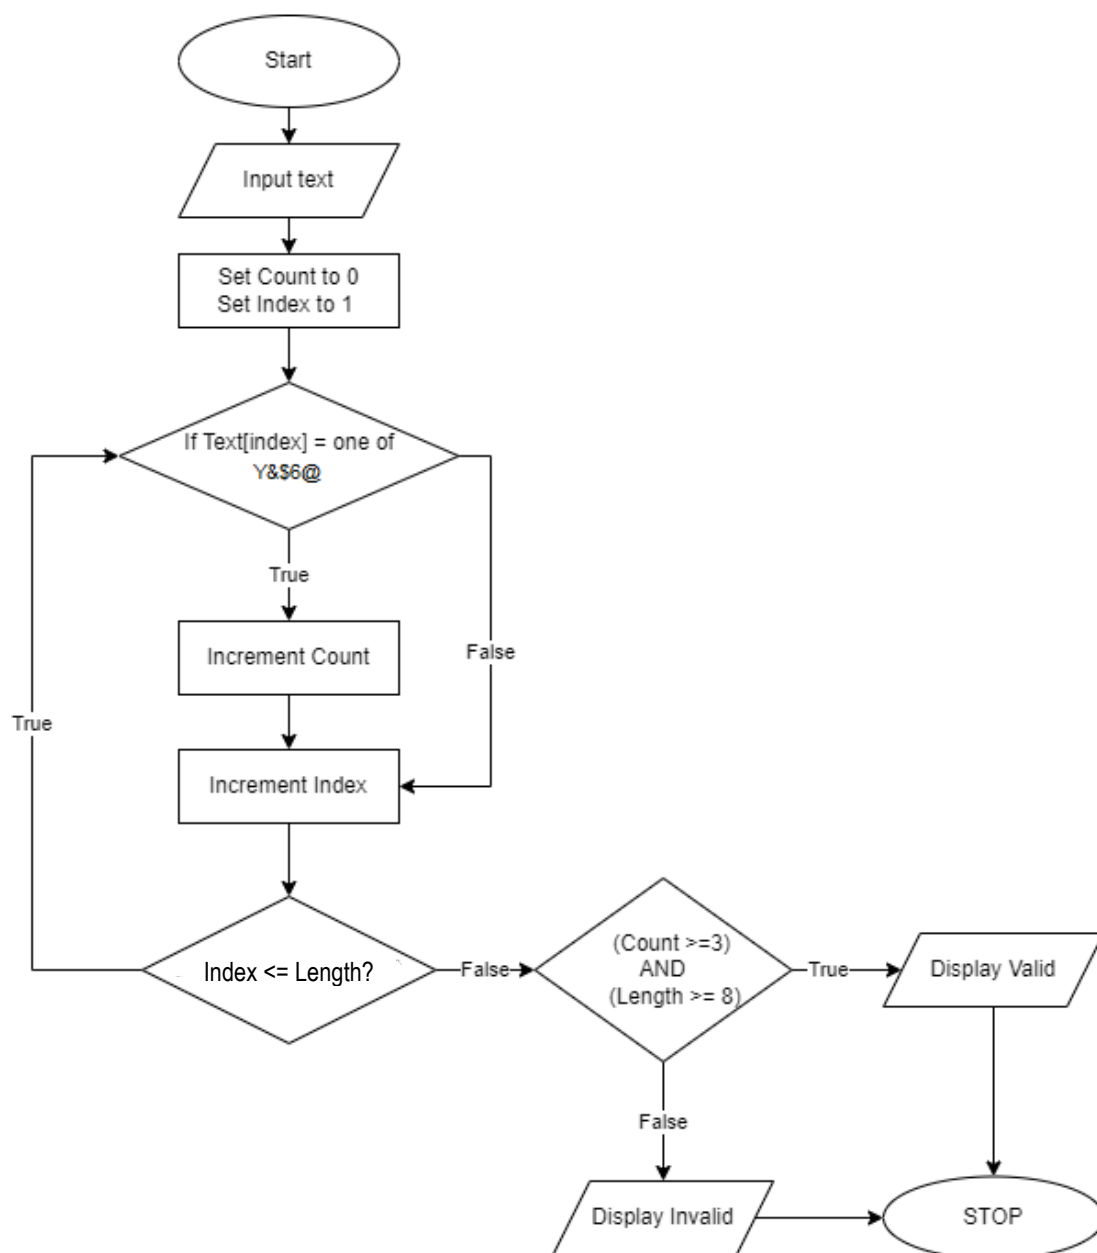 Start
Input text
Set Count to 0
Set Index to 1
If Text[index] = one of
Y&$6@
True
Increment Count
False
True
Increment Index
Index <= Length?
False
(Count >=3)
AND
(Length >= 8)
True
Display Valid
False
Display Invalid
STOP